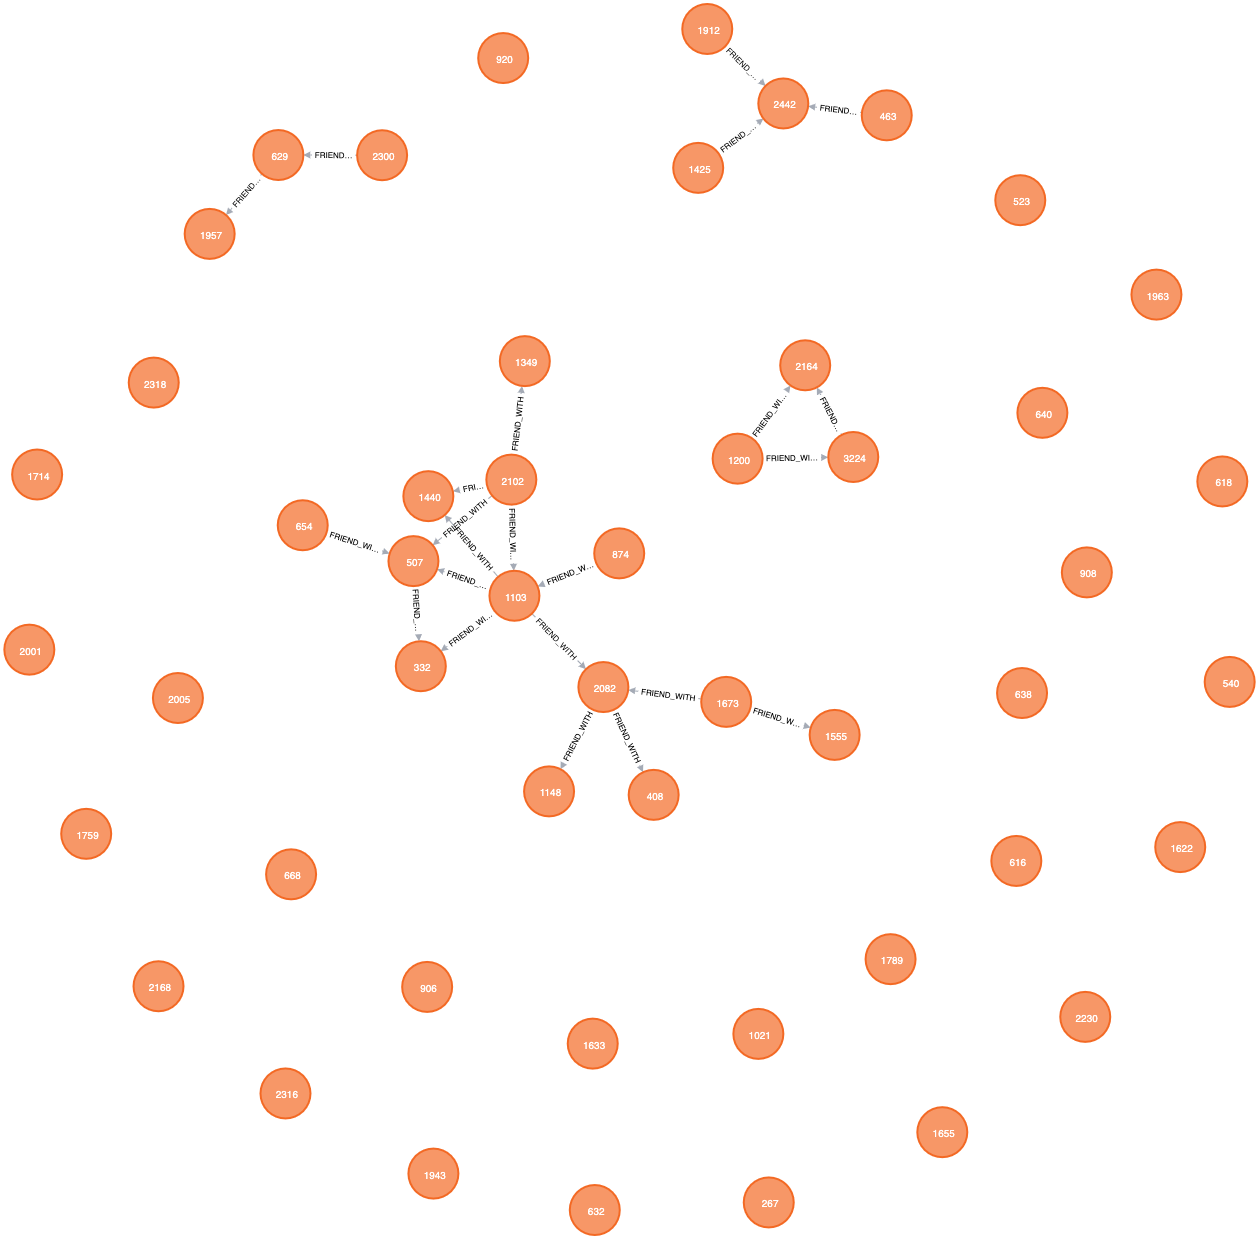 1912
920
FRIEND_...
2442
FRIEND...
463
FRIEND_...
629
FRIEND...
2300
1425
FRIEND...
523
1957
1963
1349
2164
2318
FRIEND_WITH
FRIEND_WI...
FRIEND...
640
1200
FRIEND_WI...
3224
1714
2102
618
1440
FRI...
FRIEND_WITH
654
FRIEND_WI...
FRIEND_WITH
FRIEND_WI...
507
874
FRIEND_...
FRIEND_W...
908
1103
FRIEND_...
FRIEND_WI...
FRIEND_WITH
2001
332
2005
2082
FRIEND_WITH
1673
FRIEND_W...
638
540
1555
FRIEND_WITH
FRIEND_WITH
1148
408
1759
1622
616
668
1789
2168
906
2230
1633
1021
2316
1655
1943
632
267